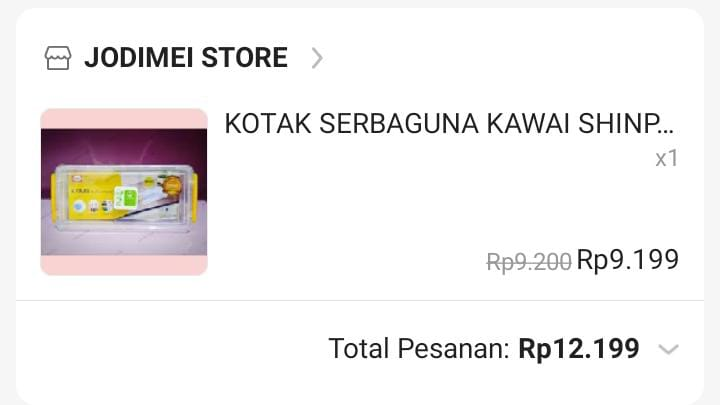 JODIMEI STORE
KOTAK SERBAGUNA KAWAI SHINP...
x1
Rp9.200 Rp9.199
Total Pesanan: Rp12.199